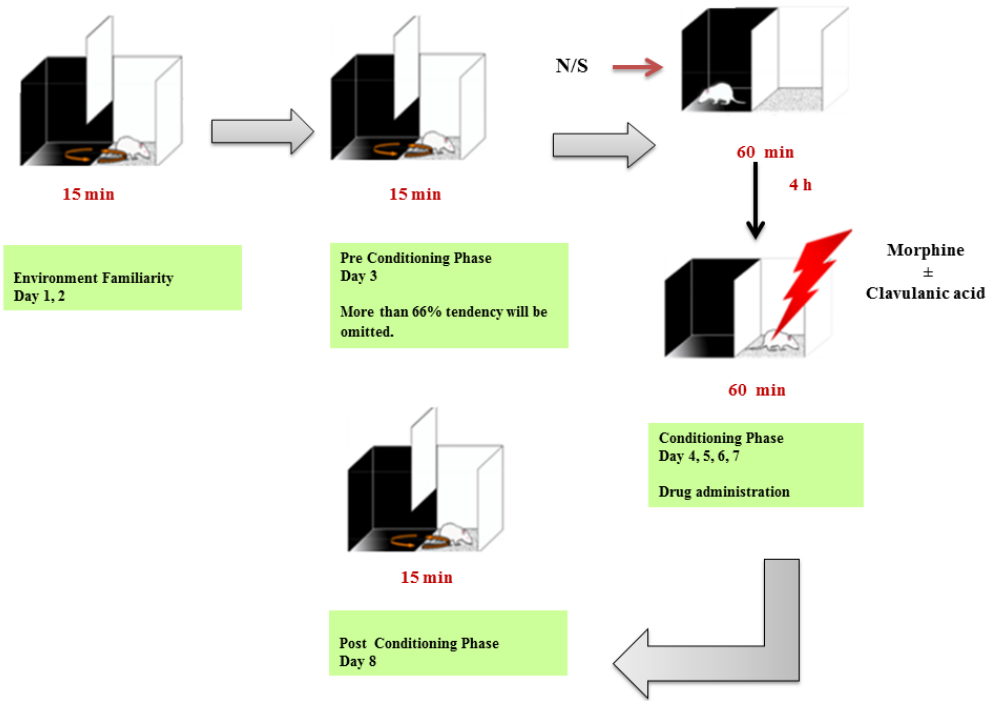 15 min
Environment Familiarity
Day 1, 2
15 min
Pre Conditioning Phase
Day 3
More than 66% tendency will be
omitted.
N/S
60 min
4 h
Morphine
±
Clavulanic acid
60 min
Conditioning Phase
Day 4, 5, 6, 7
Drug administration
15 min
Post Conditioning Phase
Day 8